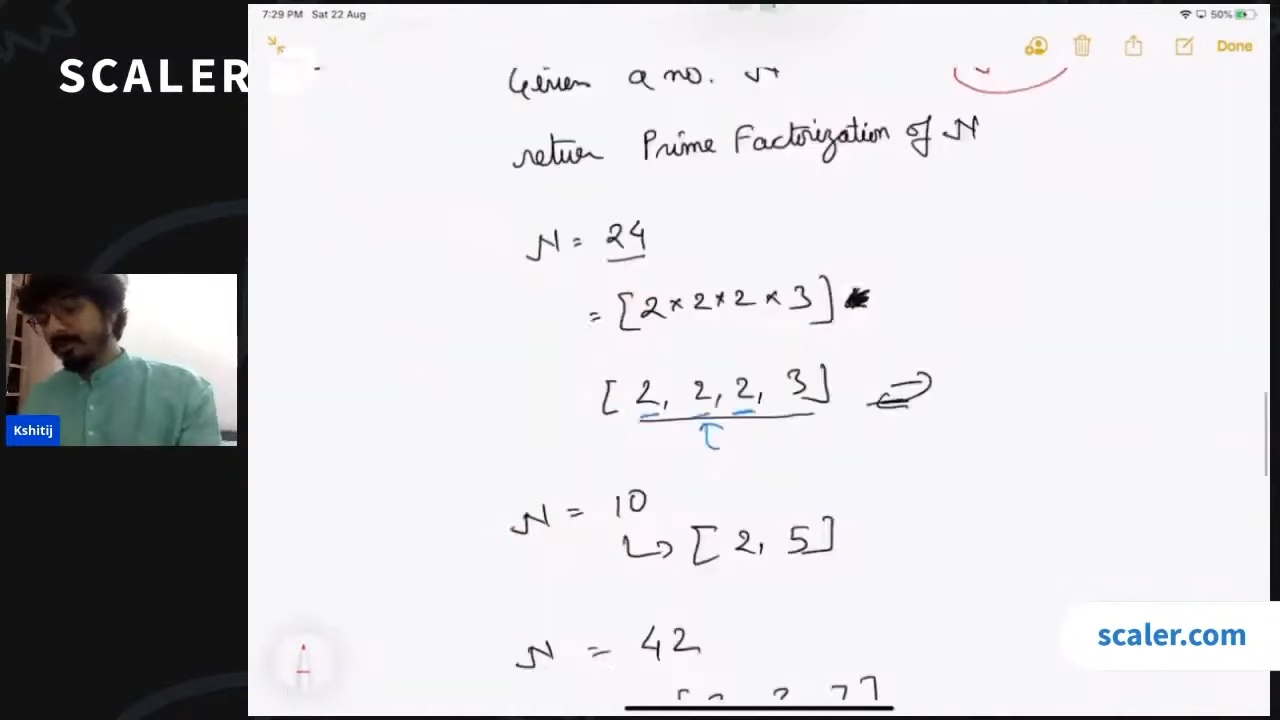 7:29 PM Sat 22 Aug
50%
SCALER
Done
Given a no. N
return Prime Factorization of N
N = 24
= [2 × 2 × 2 × 3]
[2, 2, 2, 3]
Kshitij
N = 10
↳ [2, 5]
scaler.com
N = 42